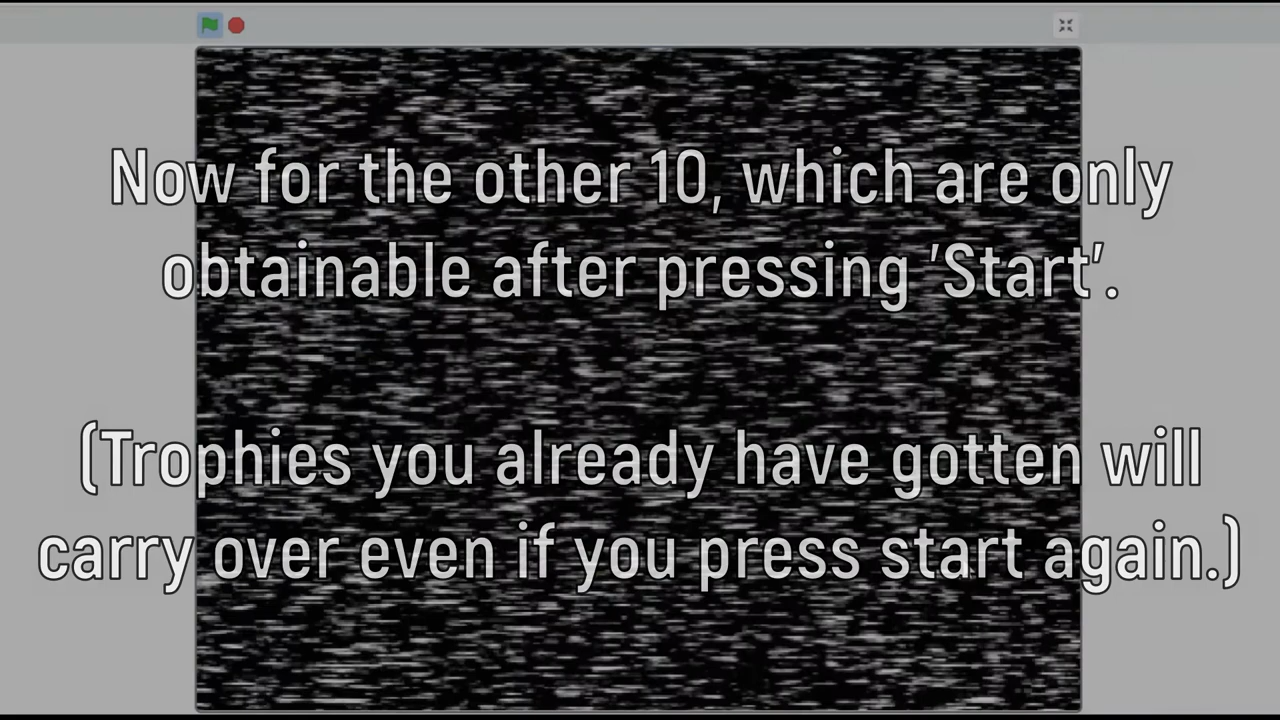 Now for the other 10, which are only
obtainable after pressing 'Start'.
(Trophies you already have gotten will
carry over even if you press start again.)